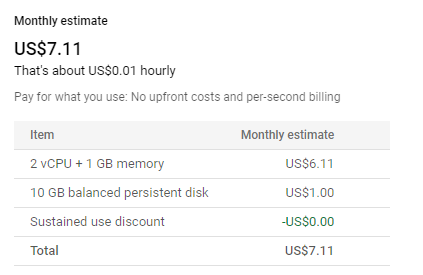 Monthly estimate
US$7.11
That's about US$0.01 hourly
Pay for what you use: No upfront costs and per-second billing
Item Monthly estimate
2 vCPU + 1 GB memory US$6.11
10 GB balanced persistent disk US$1.00
Sustained use discount -US$0.00
Total US$7.11